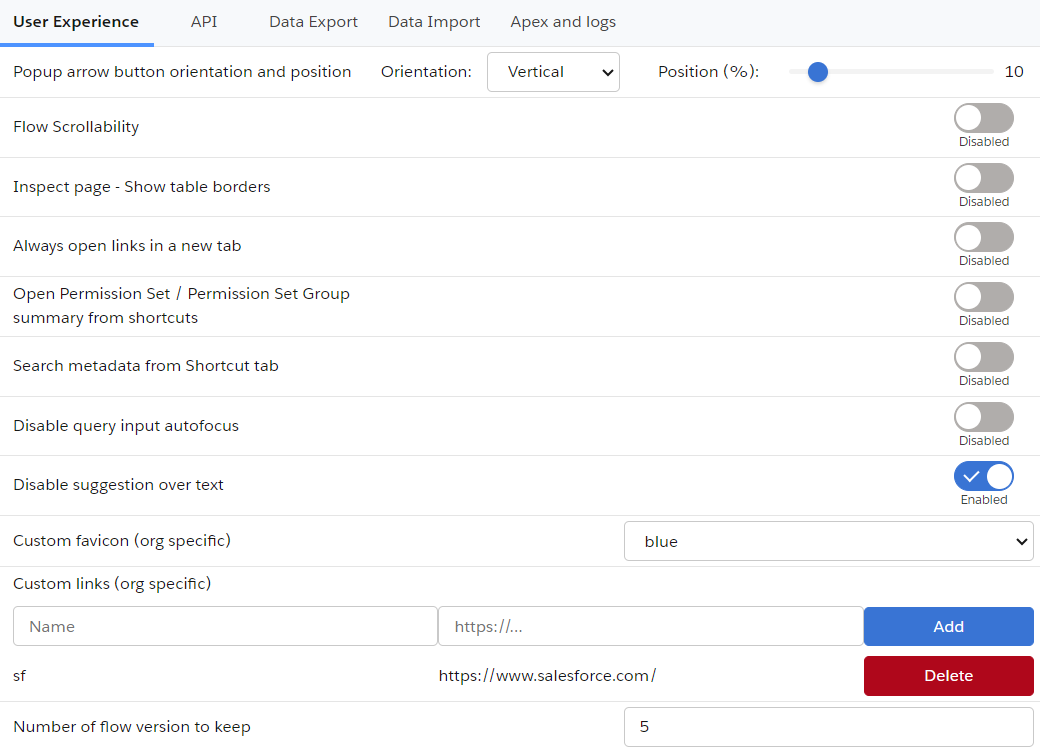 User Experience API Data Export Data Import Apex and logs
Popup arrow button orientation and position Orientation: Vertical Position (%): 10
Flow Scrollability
Disabled
Inspect page - Show table borders
Disabled
Always open links in a new tab
Disabled
Open Permission Set / Permission Set Group
summary from shortcuts
Disabled
Search metadata from Shortcut tab
Disabled
Disable query input autofocus
Disabled
Disable suggestion over text
Enabled
Custom favicon (org specific) blue
Custom links (org specific)
Name https://... Add
sf https://www.salesforce.com/ Delete
Number of flow version to keep 5